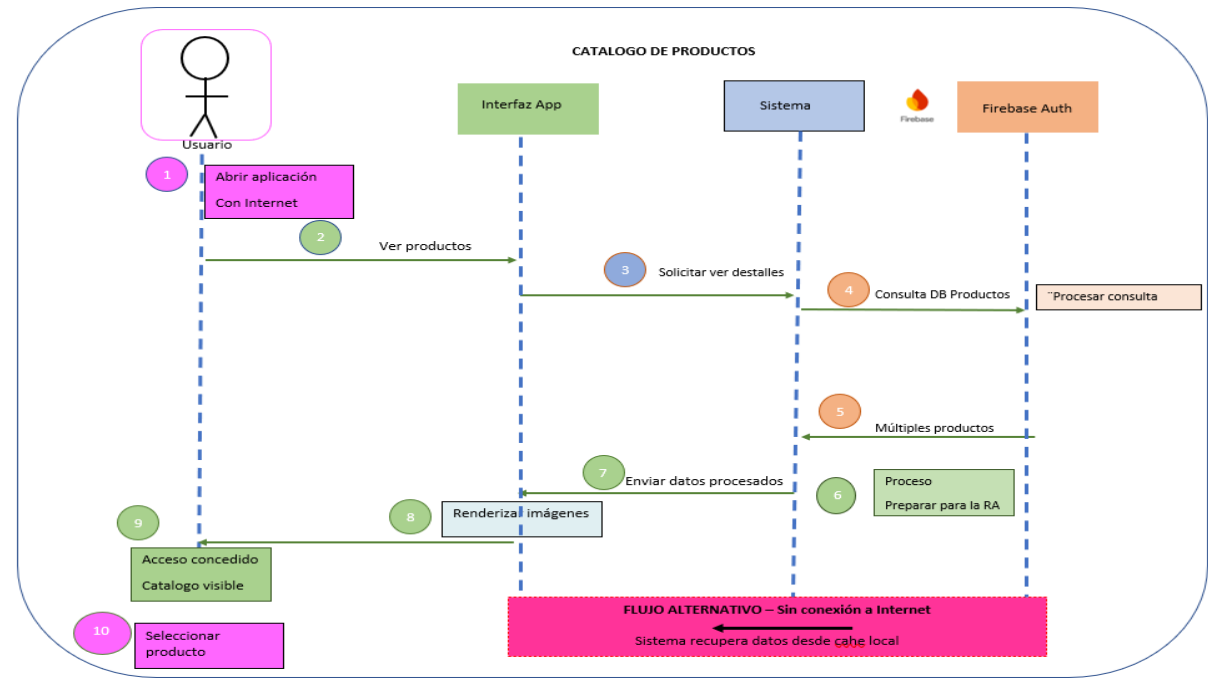 CATALOGO DE PRODUCTOS
Usuario
Interfaz App
Sistema
Firebase
Firebase Auth
1
Abrir aplicación
Con Internet
2
Ver productos
3
Solicitar ver destalles
4
Consulta DB Productos
¨Procesar consulta
5
Múltiples productos
6
Proceso
Preparar para la RA
7
Enviar datos procesados
8
Renderizar imágenes
9
Acceso concedido
Catalogo visible
10
Seleccionar
producto
FLUJO ALTERNATIVO – Sin conexión a Internet
Sistema recupera datos desde cahe local